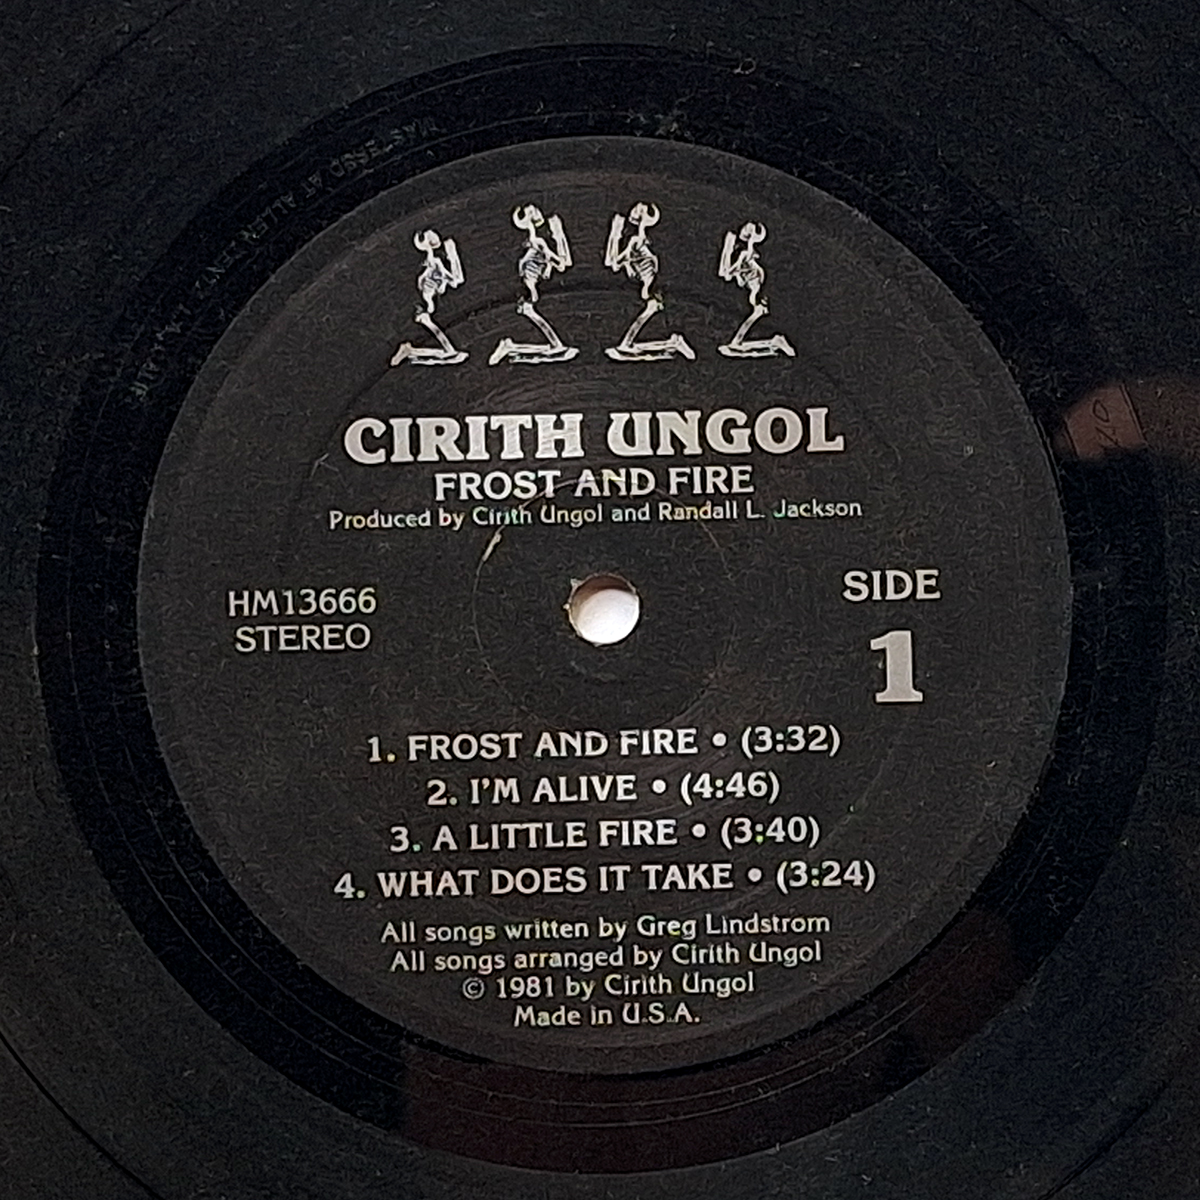 CIRITH UNGOL
FROST AND FIRE
Produced by Cirith Ungol and Randall L. Jackson
HM13666
STEREO
SIDE
1
1. FROST AND FIRE • (3:32)
2. I'M ALIVE • (4:46)
3. A LITTLE FIRE • (3:40)
4. WHAT DOES IT TAKE • (3:24)
All songs written by Greg Lindstrom
All songs arranged by Cirith Ungol
© 1981 by Cirith Ungol
Made in U.S.A.